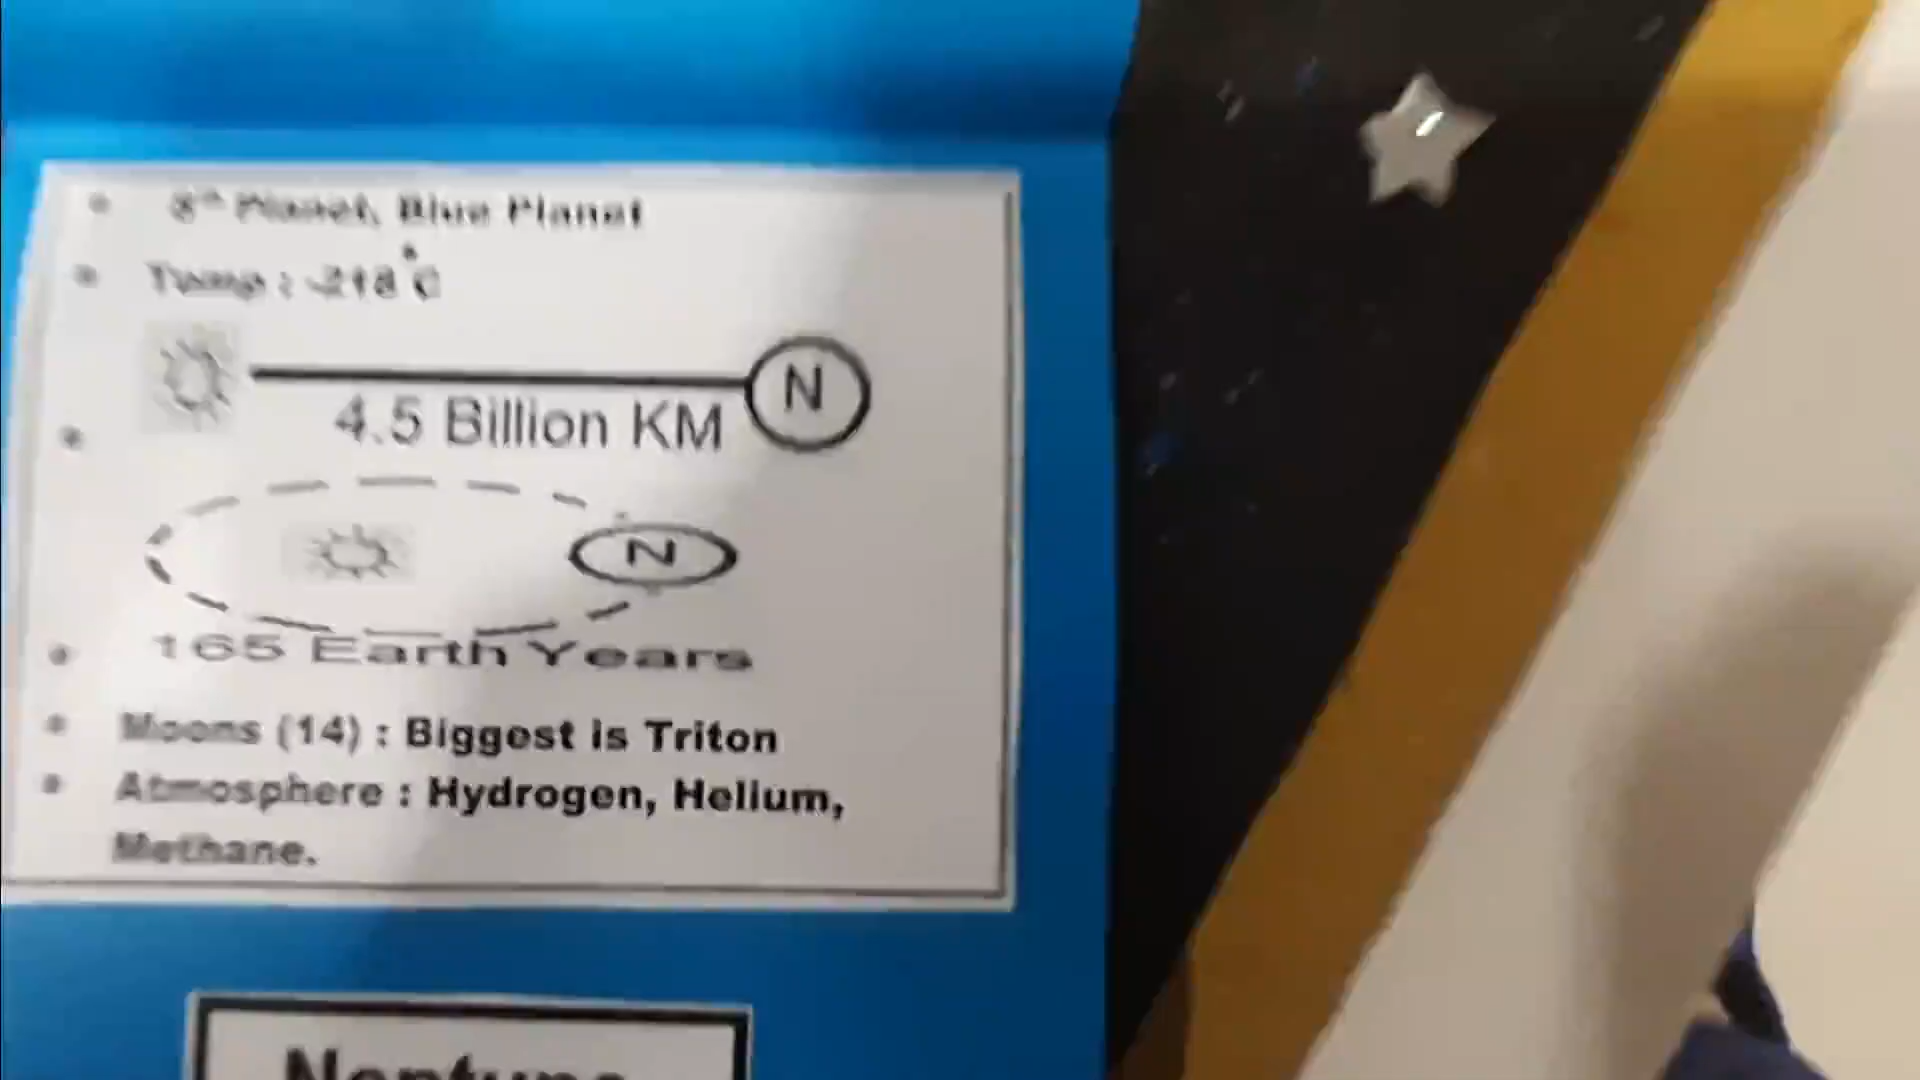 8th Planet, Blue Planet
Temp : -218°C
N
4.5 Billion KM
N
165 Earth Years
Moons (14) : Biggest is Triton
Atmosphere : Hydrogen, Helium,
Methane.
Neptune